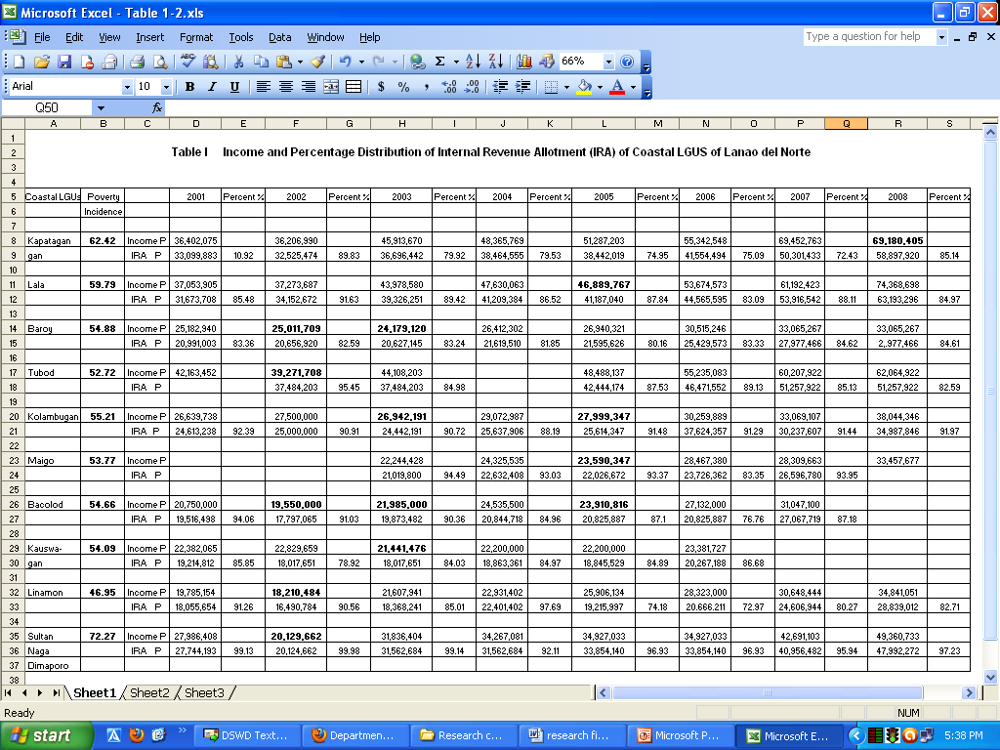 Microsoft Excel - Table 1-2.xls
File Edit View Insert Format Tools Data Window Help Type a question for help
66%
Arial 10 B I U $ % , A
Q50 fx
A B C D E F G H I J K L M N O P Q R S
1
2 Table I Income and Percentage Distribution of Internal Revenue Allotment (IRA) of Coastal LGUS of Lanao del Norte
3
4
5 Coastal LGUs Poverty 2001 Percent % 2002 Percent % 2003 Percent % 2004 Percent % 2005 Percent % 2006 Percent % 2007 Percent % 2008 Percent %
6 Incidence
7
8 Kapatagan 62.42 Income P 36,402,075 36,206,990 45,913,670 48,365,769 51,287,203 55,342,548 69,452,763 69,180,405
9 gan IRA P 33,099,883 10.92 32,525,474 89.83 36,696,442 79.92 38,464,555 79.53 38,442,019 74.95 41,554,494 75.09 50,301,433 72.43 58,897,920 85.14
10
11 Lala 59.79 Income P 37,053,905 37,273,687 43,978,580 47,630,063 46,889,767 53,674,573 61,192,423 74,368,698
12 IRA P 31,673,708 85.48 34,152,672 91.63 39,326,251 89.42 41,209,384 86.52 41,187,040 87.84 44,565,595 83.09 53,916,542 88.11 63,193,296 84.97
13
14 Baroy 54.88 Income P 25,182,940 25,011,709 24,179,120 26,412,302 26,940,321 30,515,246 33,065,267 33,065,267
15 IRA P 20,991,003 83.36 20,656,920 82.59 20,627,145 83.24 21,619,510 81.85 21,595,626 80.16 25,429,573 83.33 27,977,466 84.62 2,.977,466 84.61
16
17 Tubod 52.72 Income P 42,163,452 39,271,708 44,108,203 48,488,137 55,235,083 60,207,922 62,064,922
18 IRA P 37,484,203 95.45 37,484,203 84.98 42,444,174 87.53 46,471,552 89.13 51,257,922 85.13 51,257,922 82.59
19
20 Kolambugan 55.21 Income P 26,639,738 27,500,000 26,942,191 29,072,987 27,999,347 30,259,889 33,069,107 38,044,346
21 IRA P 24,613,238 92.39 25,000,000 90.91 24,442,191 90.72 25,637,906 88.19 25,614,347 91.48 37,624,357 91.29 30,237,607 91.44 34,987,846 91.97
22
23 Maigo 53.77 Income P 22,244,428 24,325,535 23,590,347 28,467,380 28,309,663 33,457,677
24 IRA P 21,019,800 94.49 22,632,408 93.03 22,026,672 93.37 23,726,362 83.35 26,596,780 93.95
25
26 Bacolod 54.66 Income P 20,750,000 19,550,000 21,985,000 24,535,500 23,910,816 27,132,000 31,047,100
27 IRA P 19,516,498 94.06 17,797,065 91.03 19,873,482 90.36 20,844,718 84.96 20,825,887 87.1 20,825,887 76.76 27,067,719 87.18
28
29 Kauswa- 54.09 Income P 22,382,065 22,829,659 21,441,476 22,200,000 22,200,000 23,381,727
30 gan IRA P 19,214,812 85.85 18,017,651 78.92 18,017,651 84.03 18,863,361 84.97 18,845,529 84.89 20,267,188 86.68
31
32 Linamon 46.95 Income P 19,785,154 18,210,484 21,607,941 22,931,402 25,906,134 28,323,000 30,648,444 34,841,051
33 IRA P 18,055,654 91.26 16,490,784 90.56 18,368,241 85.01 22,401,402 97.69 19,215,997 74.18 20.666.211 72.97 24,606,944 80.27 28,839,012 82.71
34
35 Sultan 72.27 Income P 27,986,408 20,129,662 31,836,404 34,267,081 34,927,033 34,927,033 42,691,103 49,360,733
36 Naga IRA P 27,744,193 99.13 20,124,662 99.98 31,562,684 99.14 31,562,684 92.11 33,854,140 96.93 33,854,140 96.93 40,956,482 95.94 47,992,272 97.23
37 Dimaporo
38
Sheet1 Sheet2 Sheet3
Ready NUM
start DSWD Text... Departmen... Research c... research fi... Microsoft P... Microsoft E... 5:38 PM